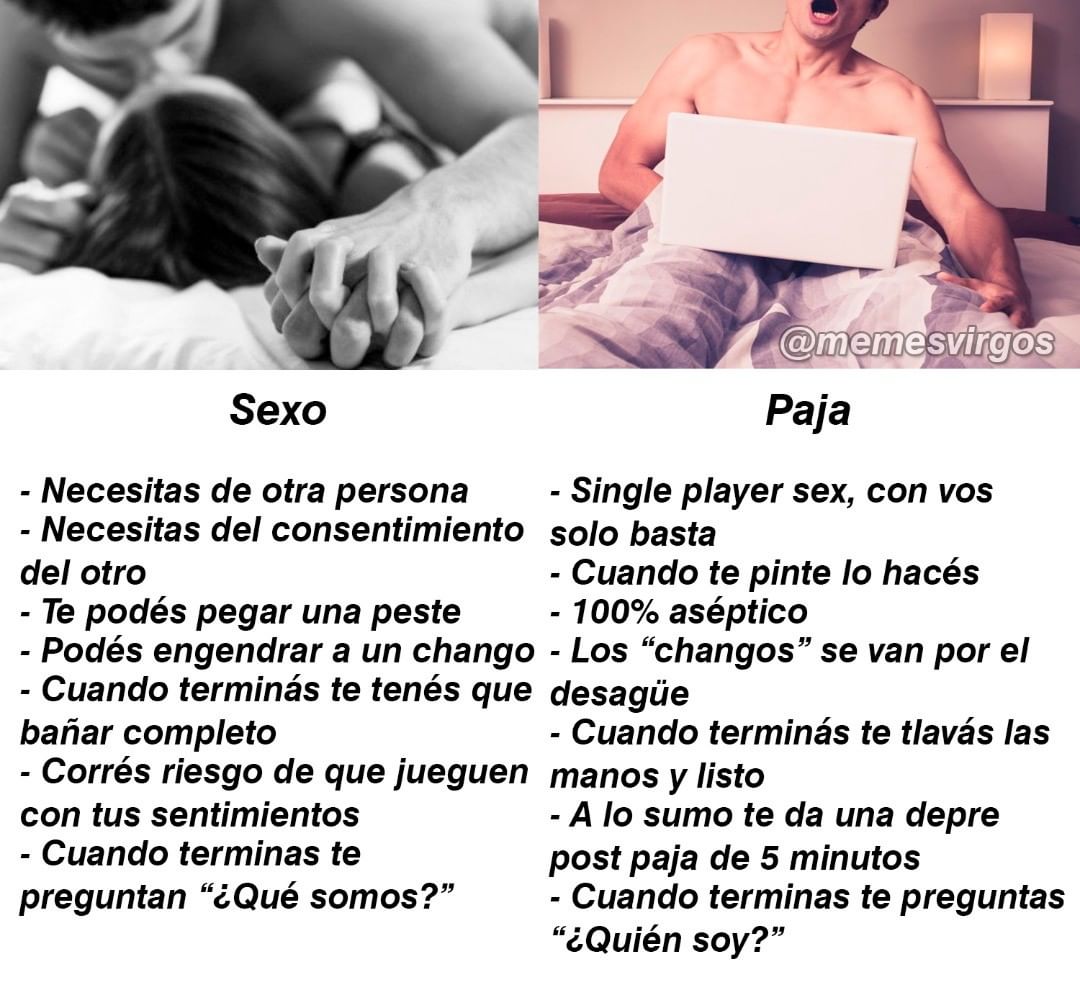 @memesvirgos
Sexo
- Necesitas de otra persona
- Necesitas del consentimiento
del otro
- Te podés pegar una peste
- Podés engendrar a un chango
- Cuando terminás te tenés que
bañar completo
- Corrés riesgo de que jueguen
con tus sentimientos
- Cuando terminas te
preguntan “¿Qué somos?”
Paja
- Single player sex, con vos
solo basta
- Cuando te pinte lo hacés
- 100% aséptico
- Los “changos” se van por el
desagüe
- Cuando terminás te tlavás las
manos y listo
- A lo sumo te da una depre
post paja de 5 minutos
- Cuando terminas te preguntas
“¿Quién soy?”